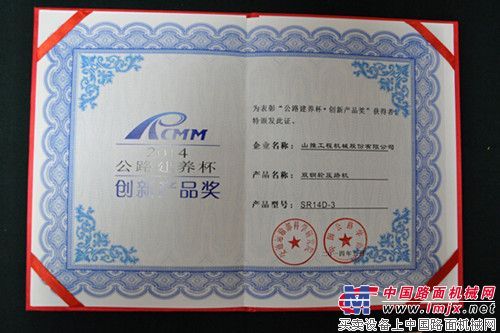 RCMM
2014
公路建养杯
创新产品奖
为表彰“公路建养杯·创新产品奖”获得者
特颁发此证。
企业名称： 山推工程机械股份有限公司
产品名称： 双钢轮压路机
产品型号： SR14D-3
中国路面机械网
www.lmjx.net
买卖设备上中国路面机械网